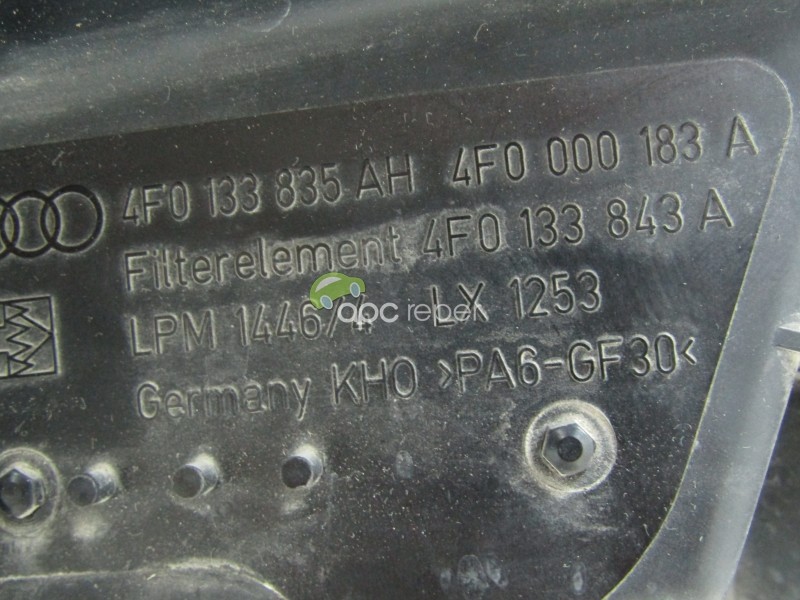 4F0 133 835 AH 4F0 000 183 A
Filterelement 4F0 133 843 A
LPM 1446/4 LX 1253
Germany KHO >PA6-GF30<
apc repek